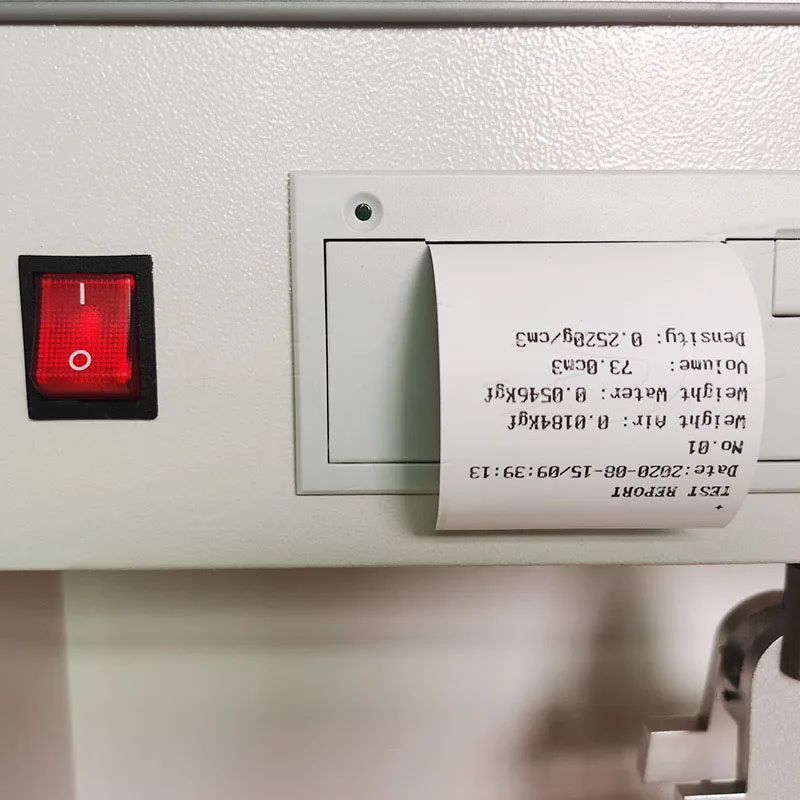 I
O
TEST REPORT
Date:2020-08-15/09:39:13
No.01
Weight Air: 0.0184Kgf
Weight Water: 0.0546Kgf
Volume: 73.0cm3
Density: 0.2520g/cm3